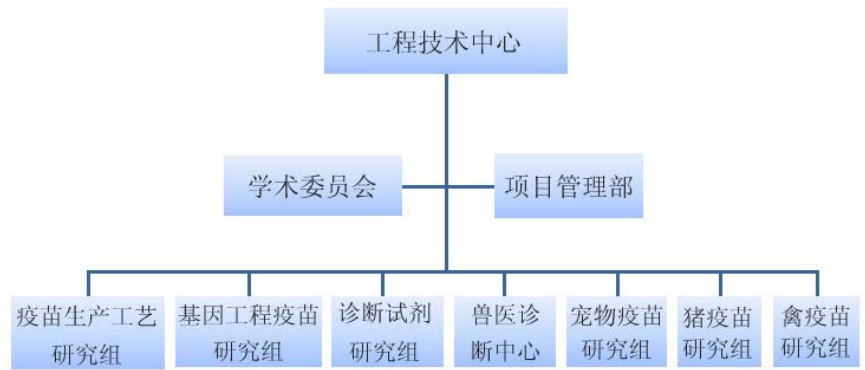 工程技术中心
学术委员会
项目管理部
疫苗生产工艺
研究组
基因工程疫苗
研究组
诊断试剂
研究组
兽医诊
断中心
宠物疫苗
研究组
猪疫苗
研究组
禽疫苗
研究组